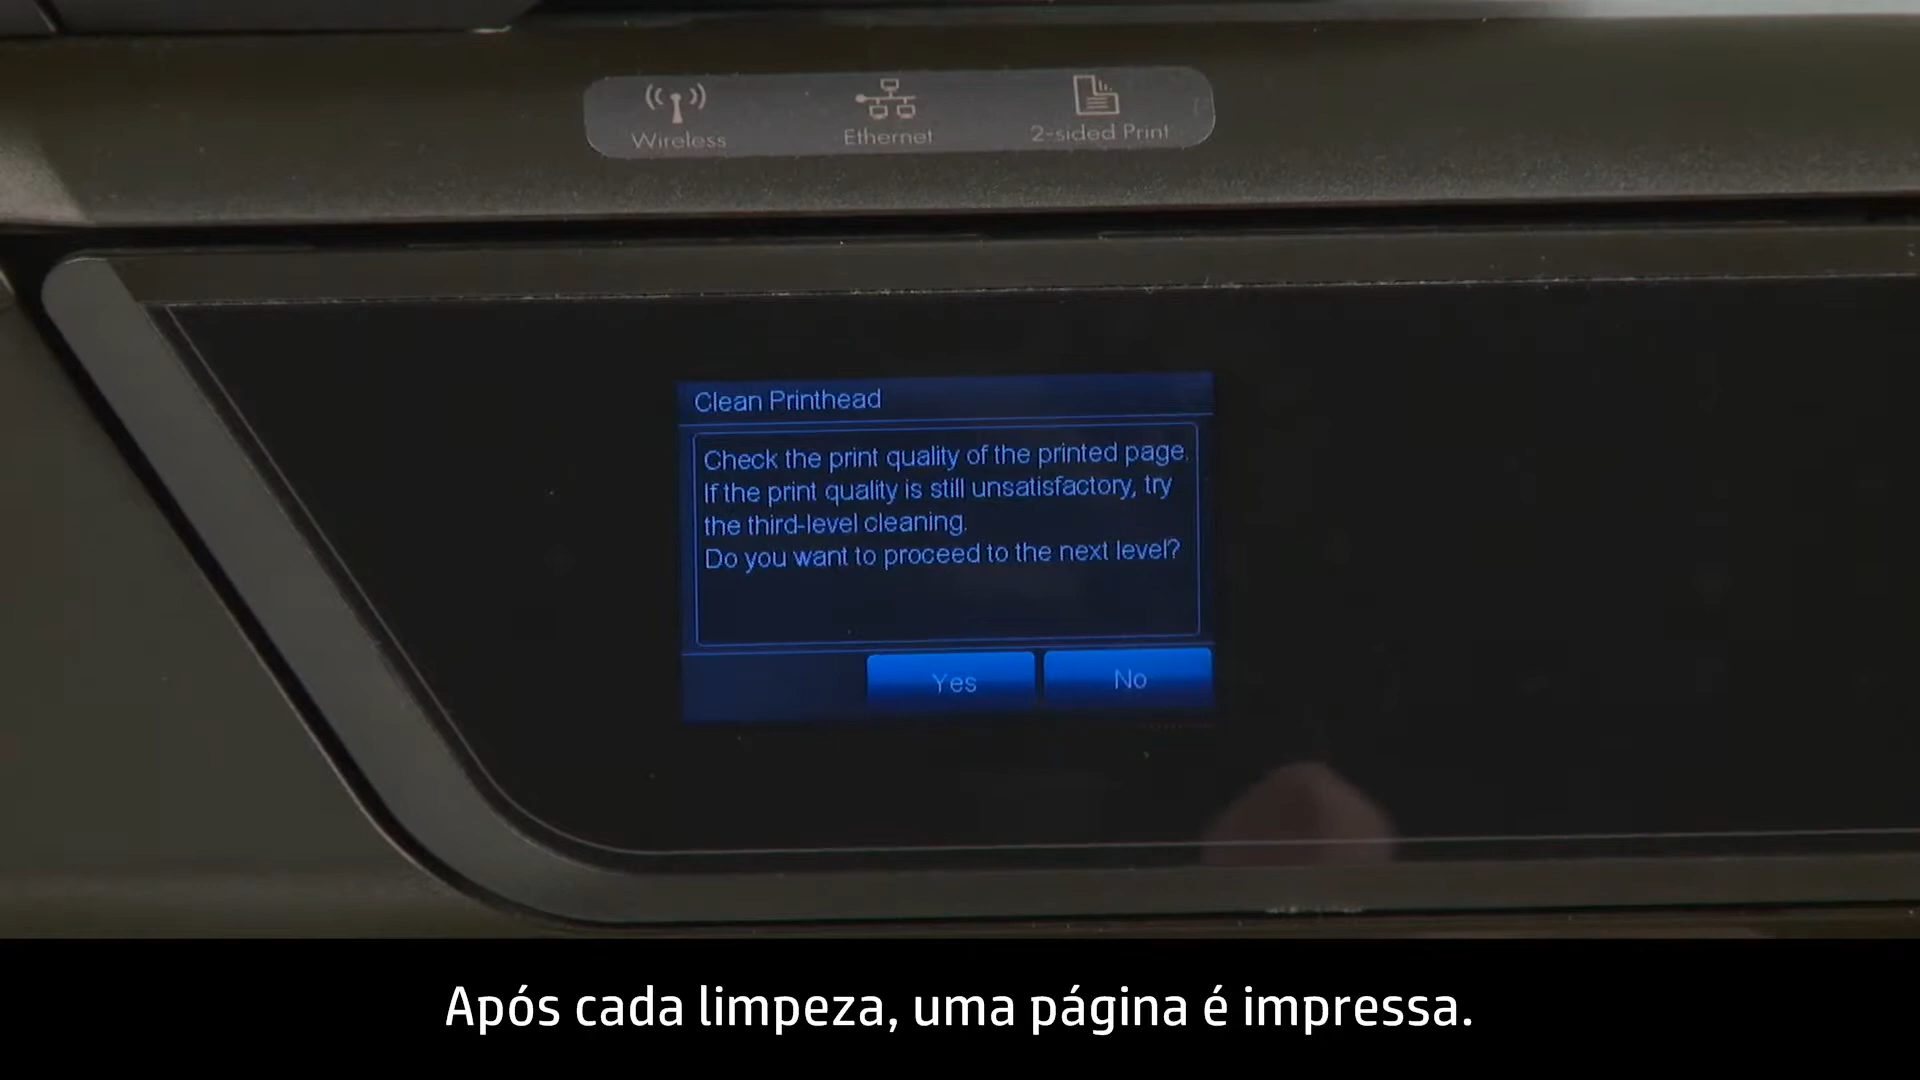 Wireless
Ethernet
2-sided Print
Clean Printhead
Check the print quality of the printed page.
If the print quality is still unsatisfactory, try
the third-level cleaning.
Do you want to proceed to the next level?
Yes
No
Após cada limpeza, uma página é impressa.